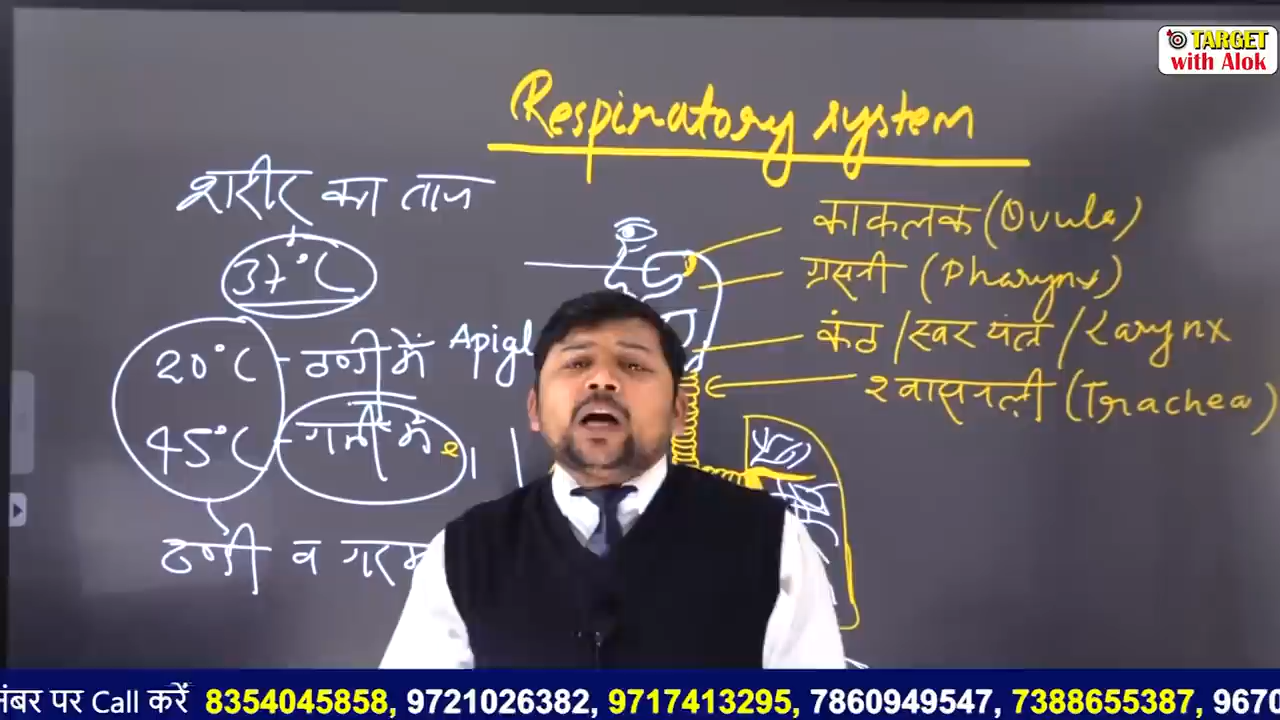 TARGET
with Alok
Respiratory system
शरीर का ताप
37°C
20°C - ठण्डी में
45°C - गर्मी में
ठण्डी व गरम
Apigl
काकलक (Ovula)
ग्रसनी (Pharynx)
कंठ / स्वर यंत्र / Larynx
श्वासनली (Trachea)
नंबर पर Call करें 8354045858, 9721026382, 9717413295, 7860949547, 7388655387, 9670